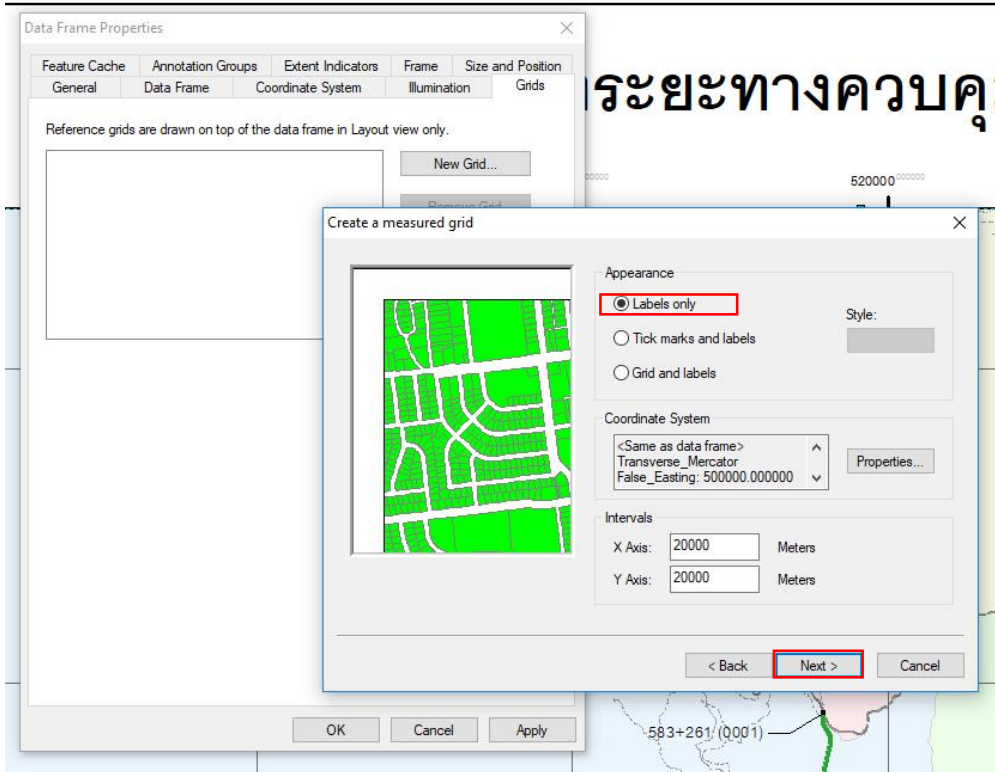 Data Frame Properties
Feature Cache Annotation Groups Extent Indicators Frame Size and Position
General Data Frame Coordinate System Illumination Grids
Reference grids are drawn on top of the data frame in Layout view only.
New Grid...
Remove Grid
ระยะทางควบคุ
00000
520000 000000
Create a measured grid
Appearance
Labels only
Tick marks and labels
Grid and labels
Style:
Coordinate System
<Same as data frame>
Transverse_Mercator
False_Easting: 500000.000000
Properties...
Intervals
X Axis: 20000 Meters
Y Axis: 20000 Meters
< Back Next > Cancel
OK Cancel Apply
583+261 (0001)